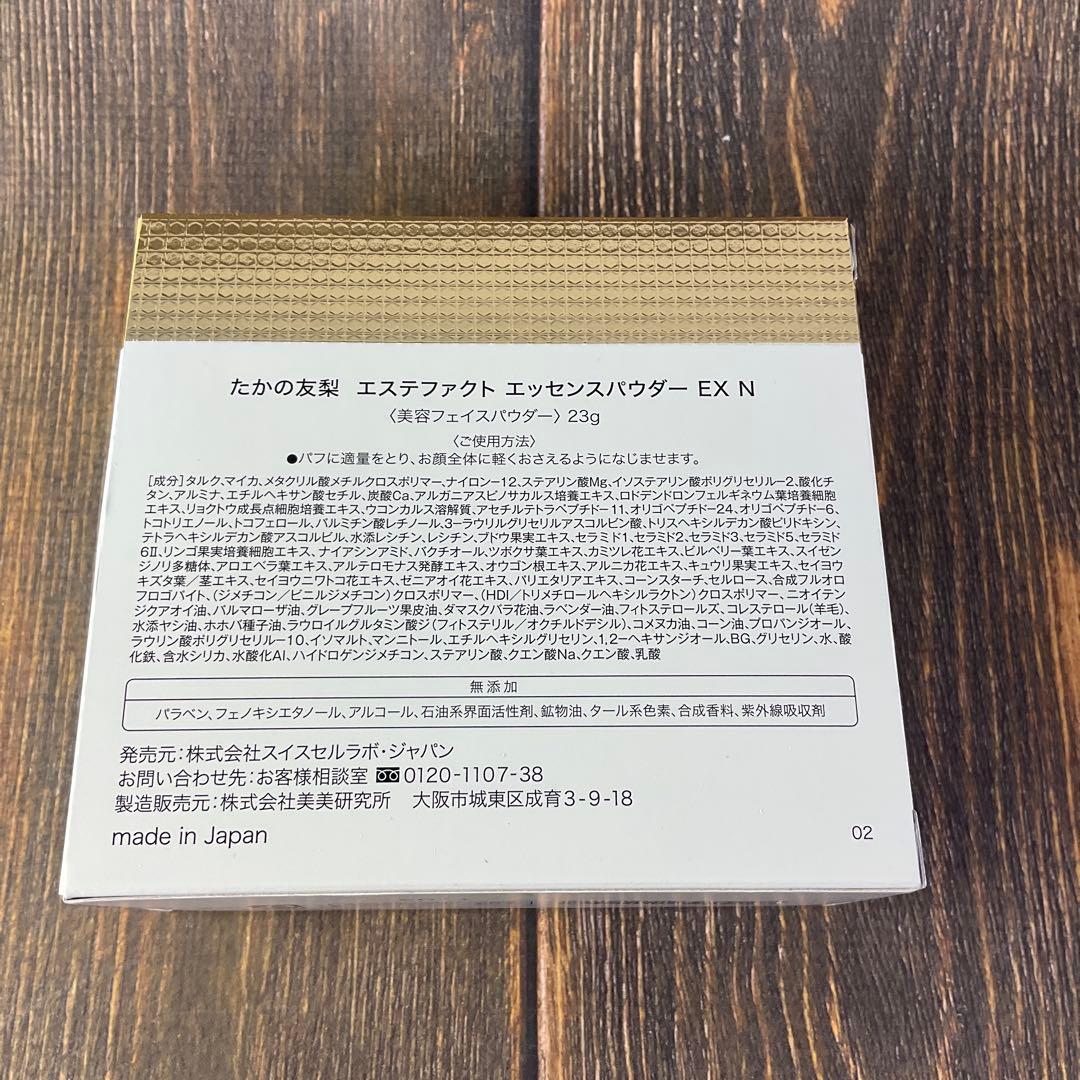 たかの友梨 エステファクト エッセンスパウダー EX N
〈美容フェイスパウダー〉23g
〈ご使用方法〉
●パフに適量をとり、お顔全体に軽くおさえるようになじませます。
[成分]タルク、マイカ、メタクリル酸メチルクロスポリマー、ナイロン-12、ステアリン酸Mg、イソステアリン酸ポリグリセリル-2、酸化チ
タン、アルミナ、エチルヘキサン酸セチル、炭酸Ca、アルガニアスピノサカルス培養エキス、ロドデンドロンフェルギネウム葉培養細胞
エキス、リョクトウ成長点細胞培養エキス、ウコンカルス溶解質、アセチルテトラペプチド-11、オリゴペプチド-24、オリゴペプチド-6、
トコトリエノール、トコフェロール、パルミチン酸レチノール、3-ラウリルグリセリルアスコルビン酸、トリスヘキシルデカン酸ピリドキシン、
テトラヘキシルデカン酸アスコルビル、水添レシチン、レシチン、ブドウ果実エキス、セラミド1、セラミド2、セラミド3、セラミド5、セラミド
6Ⅱ、リンゴ果実培養細胞エキス、ナイアシンアミド、バクチオール、ツボクサ葉エキス、カミツレ花エキス、ビルベリー葉エキス、スイゼン
ジノリ多糖体、アロエベラ葉エキス、アルテロモナス発酵エキス、オウゴン根エキス、アルニカ花エキス、キュウリ果実エキス、セイヨウ
キズタ葉/茎エキス、セイヨウニワトコ花エキス、ゼニアオイ花エキス、パリエタリアエキス、コーンスターチ、セルロース、合成フルオロ
フロゴパイト、(ジメチコン/ビニルジメチコン)クロスポリマー、(HDI/トリメチロールヘキシルラクトン)クロスポリマー、ニオイテン
ジクアオイ油、パルマローザ油、グレープフルーツ果皮油、ダマスクバラ花油、ラベンダー油、フィトステロールズ、コレステロール(羊毛)、
水添ヤシ油、ホホバ種子油、ラウロイルグルタミン酸ジ(フィトステリル/オクチルドデシル)、コメヌカ油、コーン油、プロパンジオール、
ラウリン酸ポリグリセリル-10、イソマルト、マンニトール、エチルヘキシルグリセリン、1,2-ヘキサンジオール、BG、グリセリン、水、酸
化鉄、含水シリカ、水酸化Al、ハイドロゲンジメチコン、ステアリン酸、クエン酸Na、クエン酸、乳酸
無添加
パラベン、フェノキシエタノール、アルコール、石油系界面活性剤、鉱物油、タール系色素、合成香料、紫外線吸収剤
発売元：株式会社スイスセルラボ・ジャパン
お問い合わせ先：お客様相談室 0120-1107-38
製造販売元：株式会社美美研究所 大阪市城東区成育3-9-18
made in Japan
02